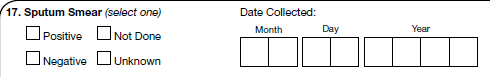 17. Sputum Smear (select one) Date Collected:
Month Day Year
Positive Not Done
Negative Unknown